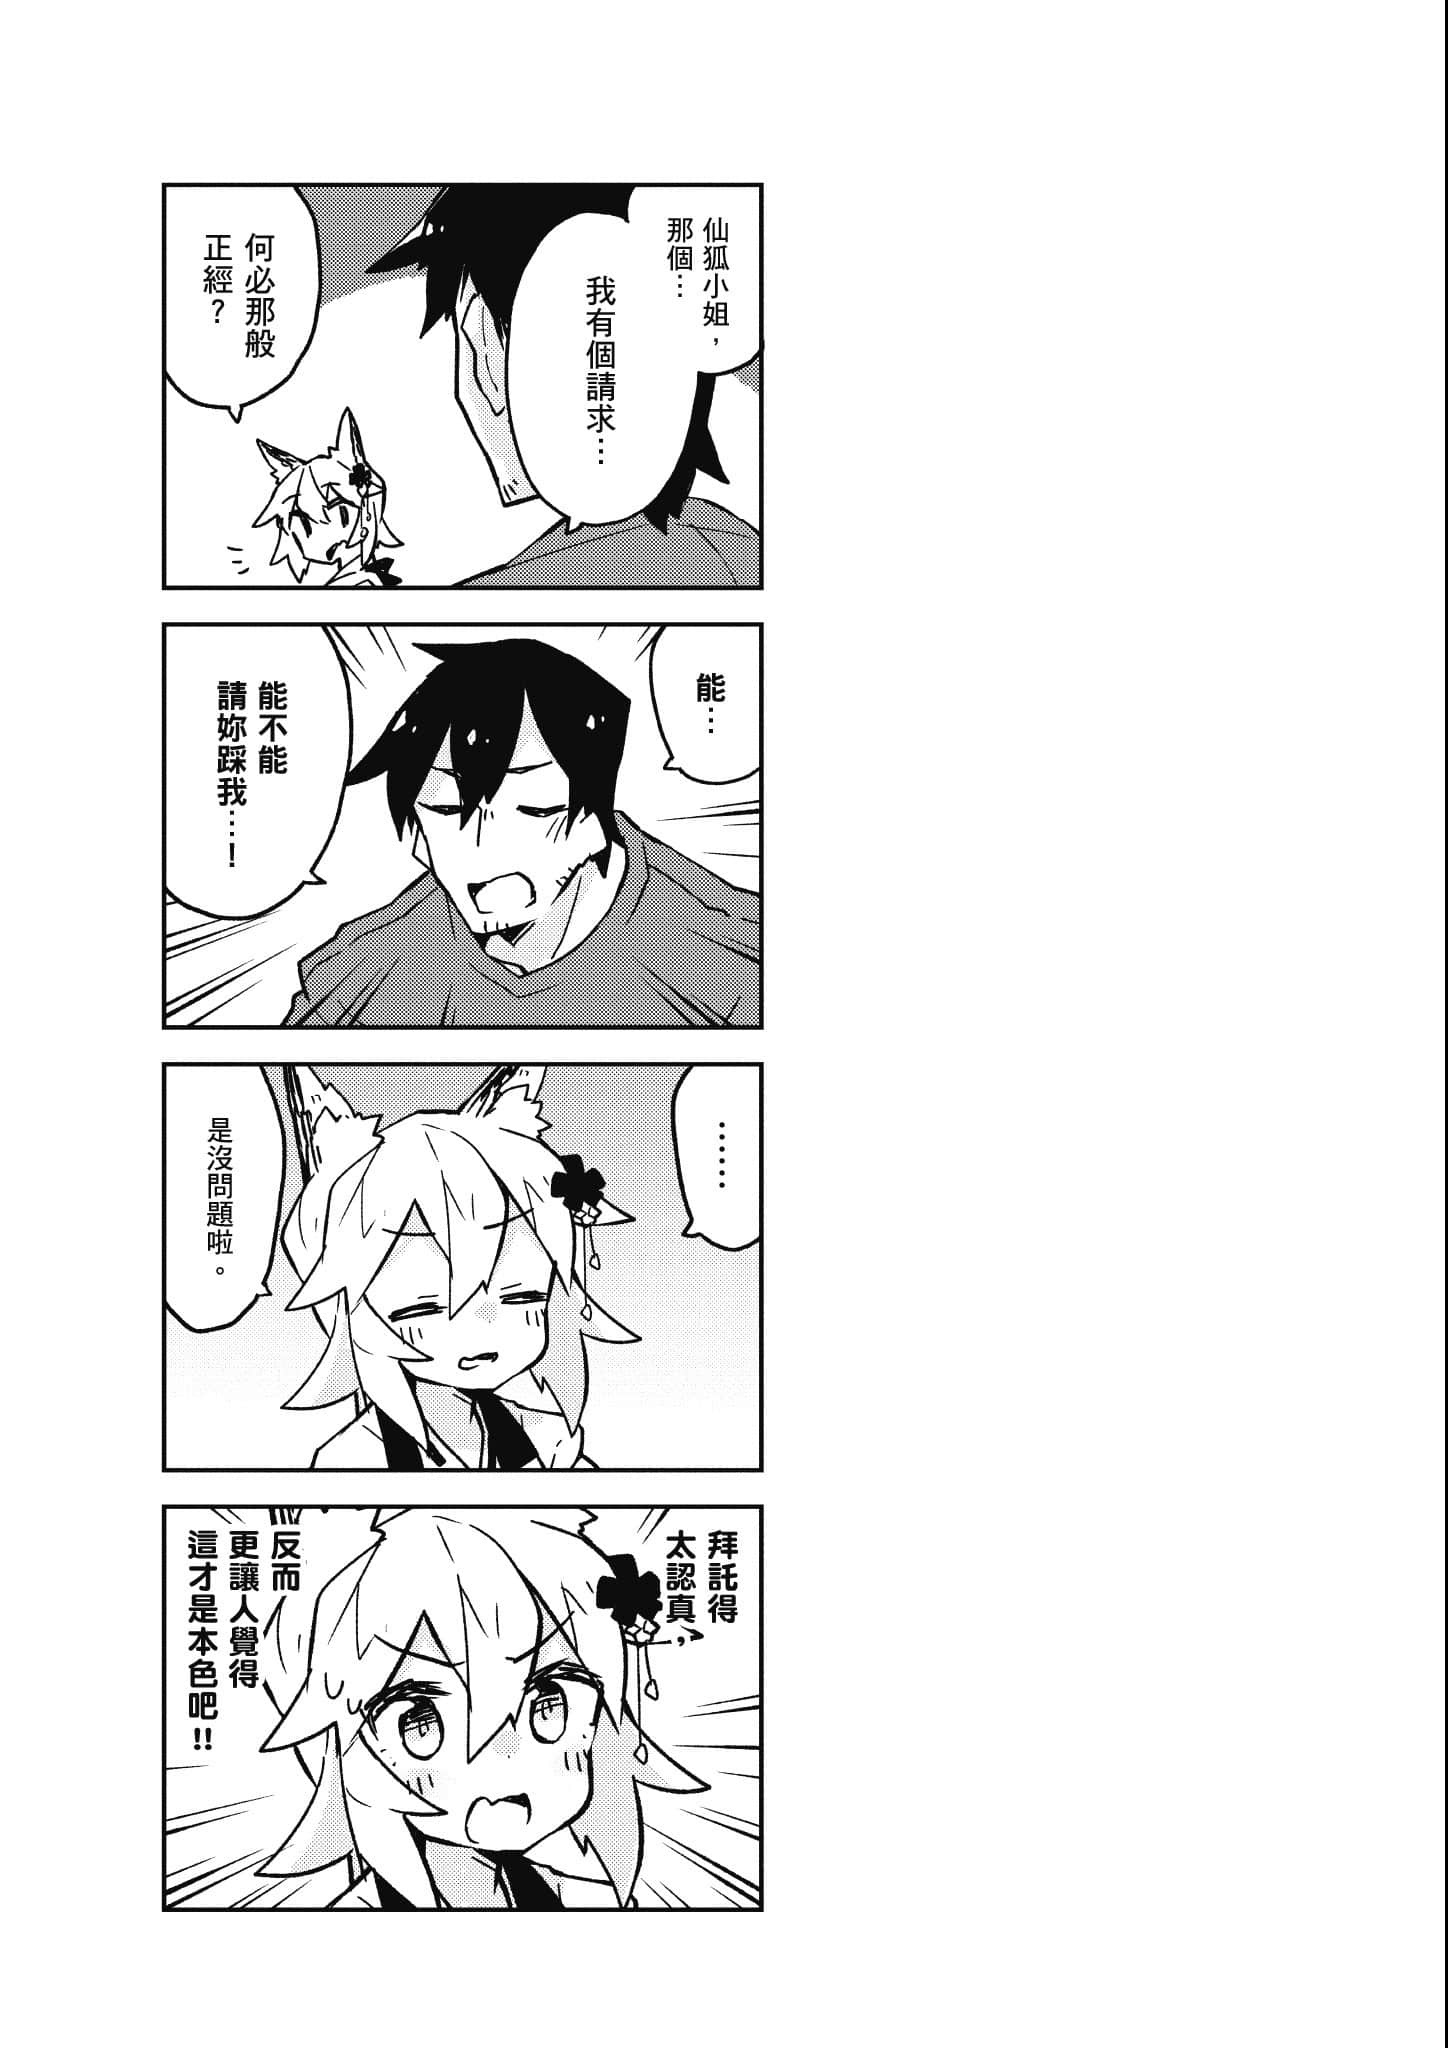 仙狐小姐，
那個…
我有個請求…
何必那般
正經？
能…
能不能
請妳踩我…！
……
是沒問題啦。
拜託得
太認真，
反而
更讓人覺得
這才是本色吧!!